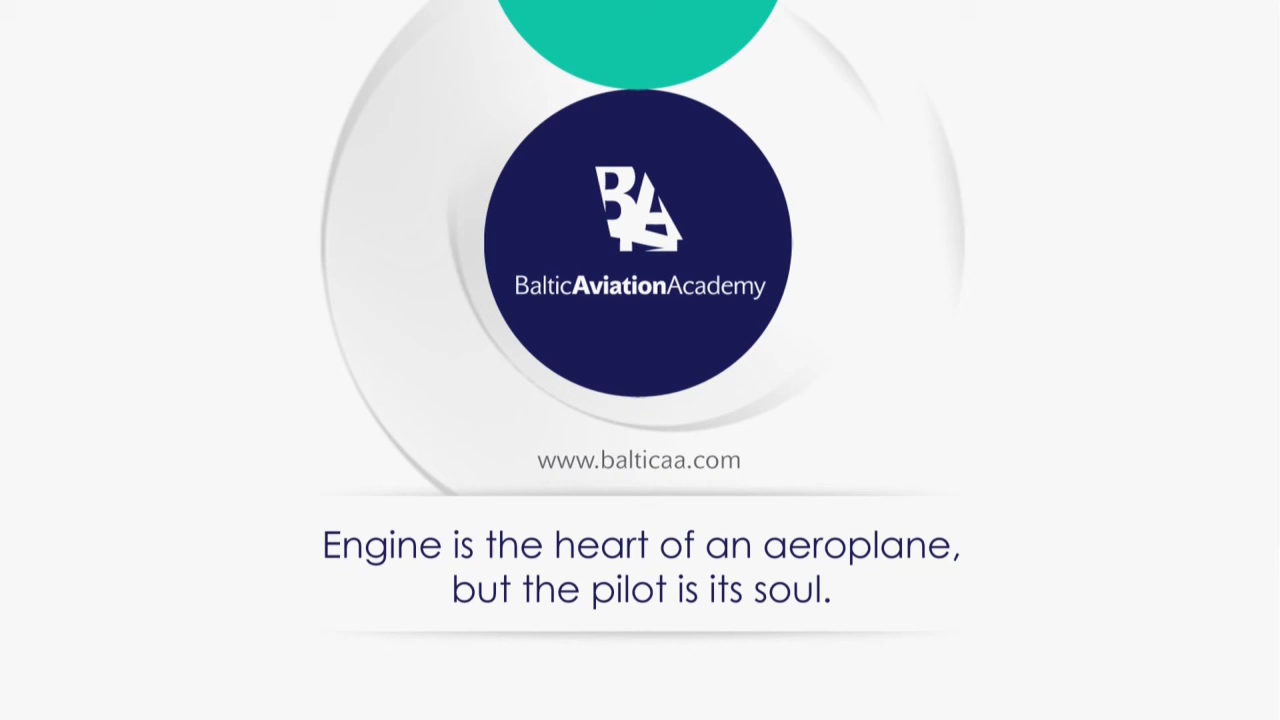 BAA
BalticAviationAcademy
www.balticaa.com
Engine is the heart of an aeroplane,
but the pilot is its soul.